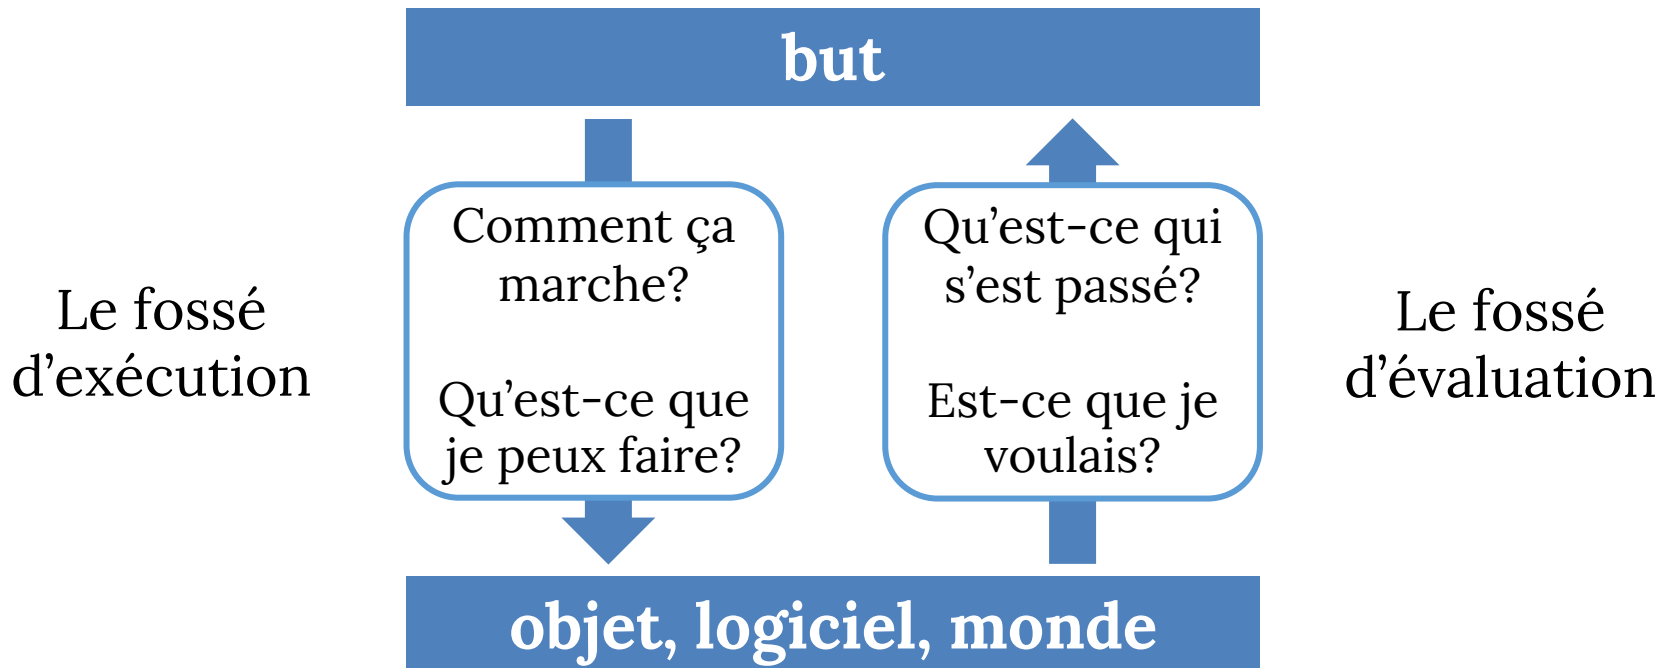 but
Le fossé
d’exécution
Comment ça
marche?
Qu’est-ce que
je peux faire?
Qu’est-ce qui
s’est passé?
Est-ce que je
voulais?
Le fossé
d’évaluation
objet, logiciel, monde